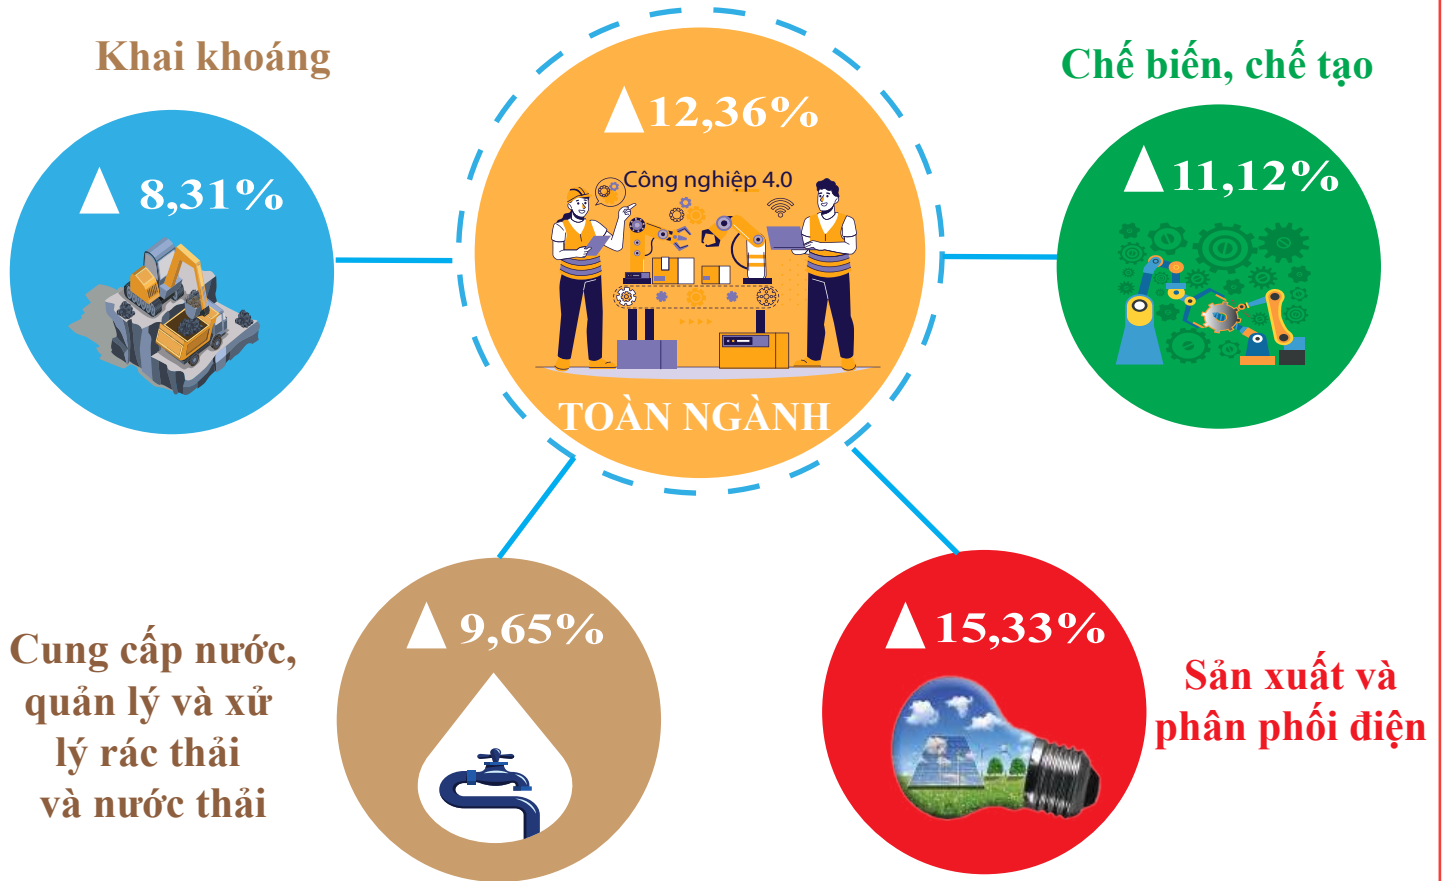 Khai khoáng
▲ 8,31%
▲12,36%
Công nghiệp 4.0
TOÀN NGÀNH
Chế biến, chế tạo
▲11,12%
Cung cấp nước,
quản lý và xử
lý rác thải
và nước thải
▲ 9,65%
▲15,33%
Sản xuất và
phân phối điện